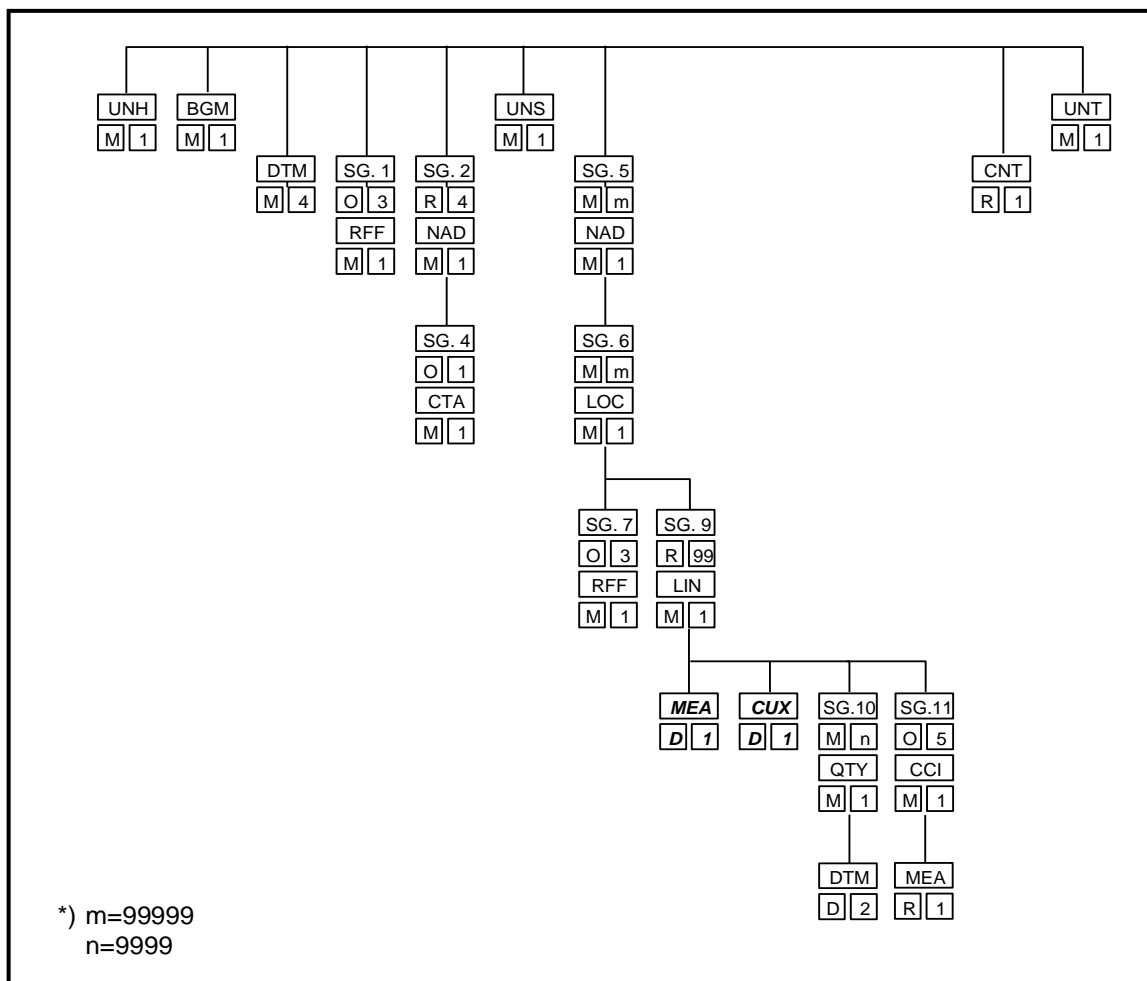 UNH BGM UNS UNT
M 1 M 1 M 1 M 1
DTM SG. 1 SG. 2 SG. 5 CNT
M 4 O 3 R 4 M m R 1
RFF NAD NAD
M 1 M 1 M 1
SG. 4 SG. 6
O 1 M m
CTA LOC
M 1 M 1
SG. 7 SG. 9
O 3 R 99
RFF LIN
M 1 M 1
MEA CUX SG.10 SG.11
D 1 D 1 M n O 5
QTY CCI
M 1 M 1
DTM MEA
D 2 R 1
*) m=99999
n=9999